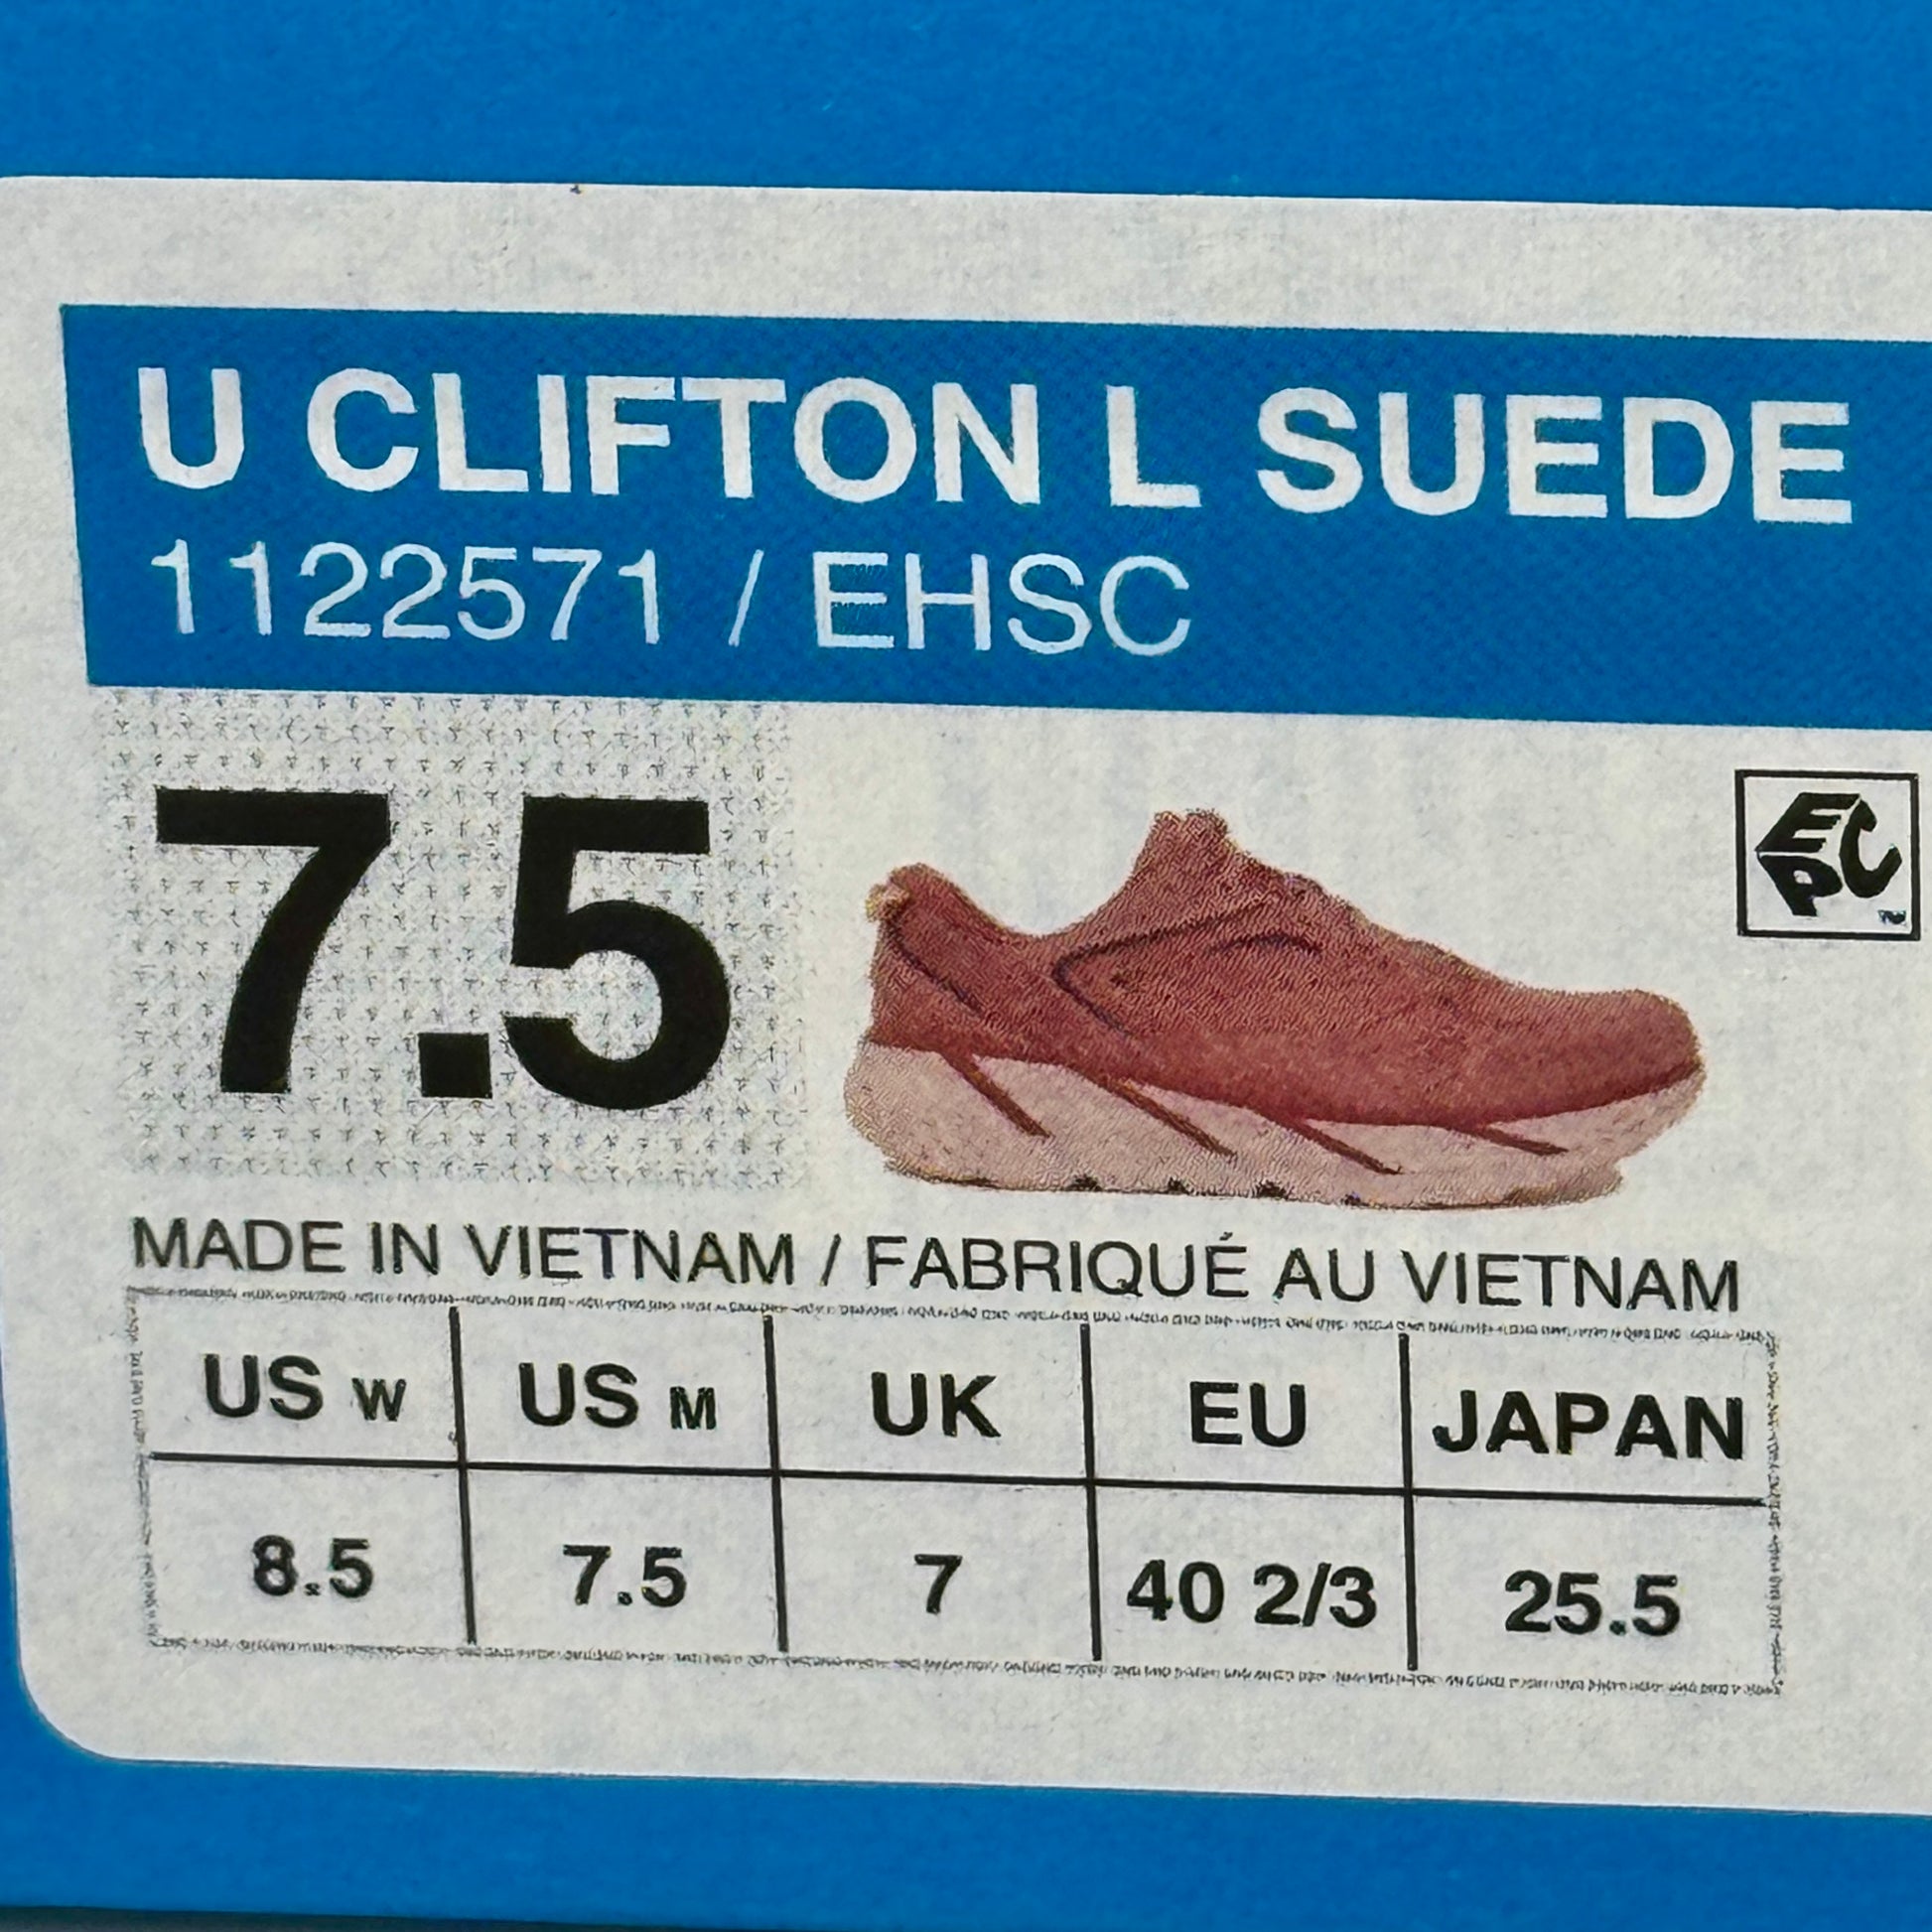 U CLIFTON L SUEDE
1122571 / EHSC
7.5
EC
P
MADE IN VIETNAM / FABRIQUÉ AU VIETNAM
US W US M UK EU JAPAN
8.5 7.5 7 40 2/3 25.5